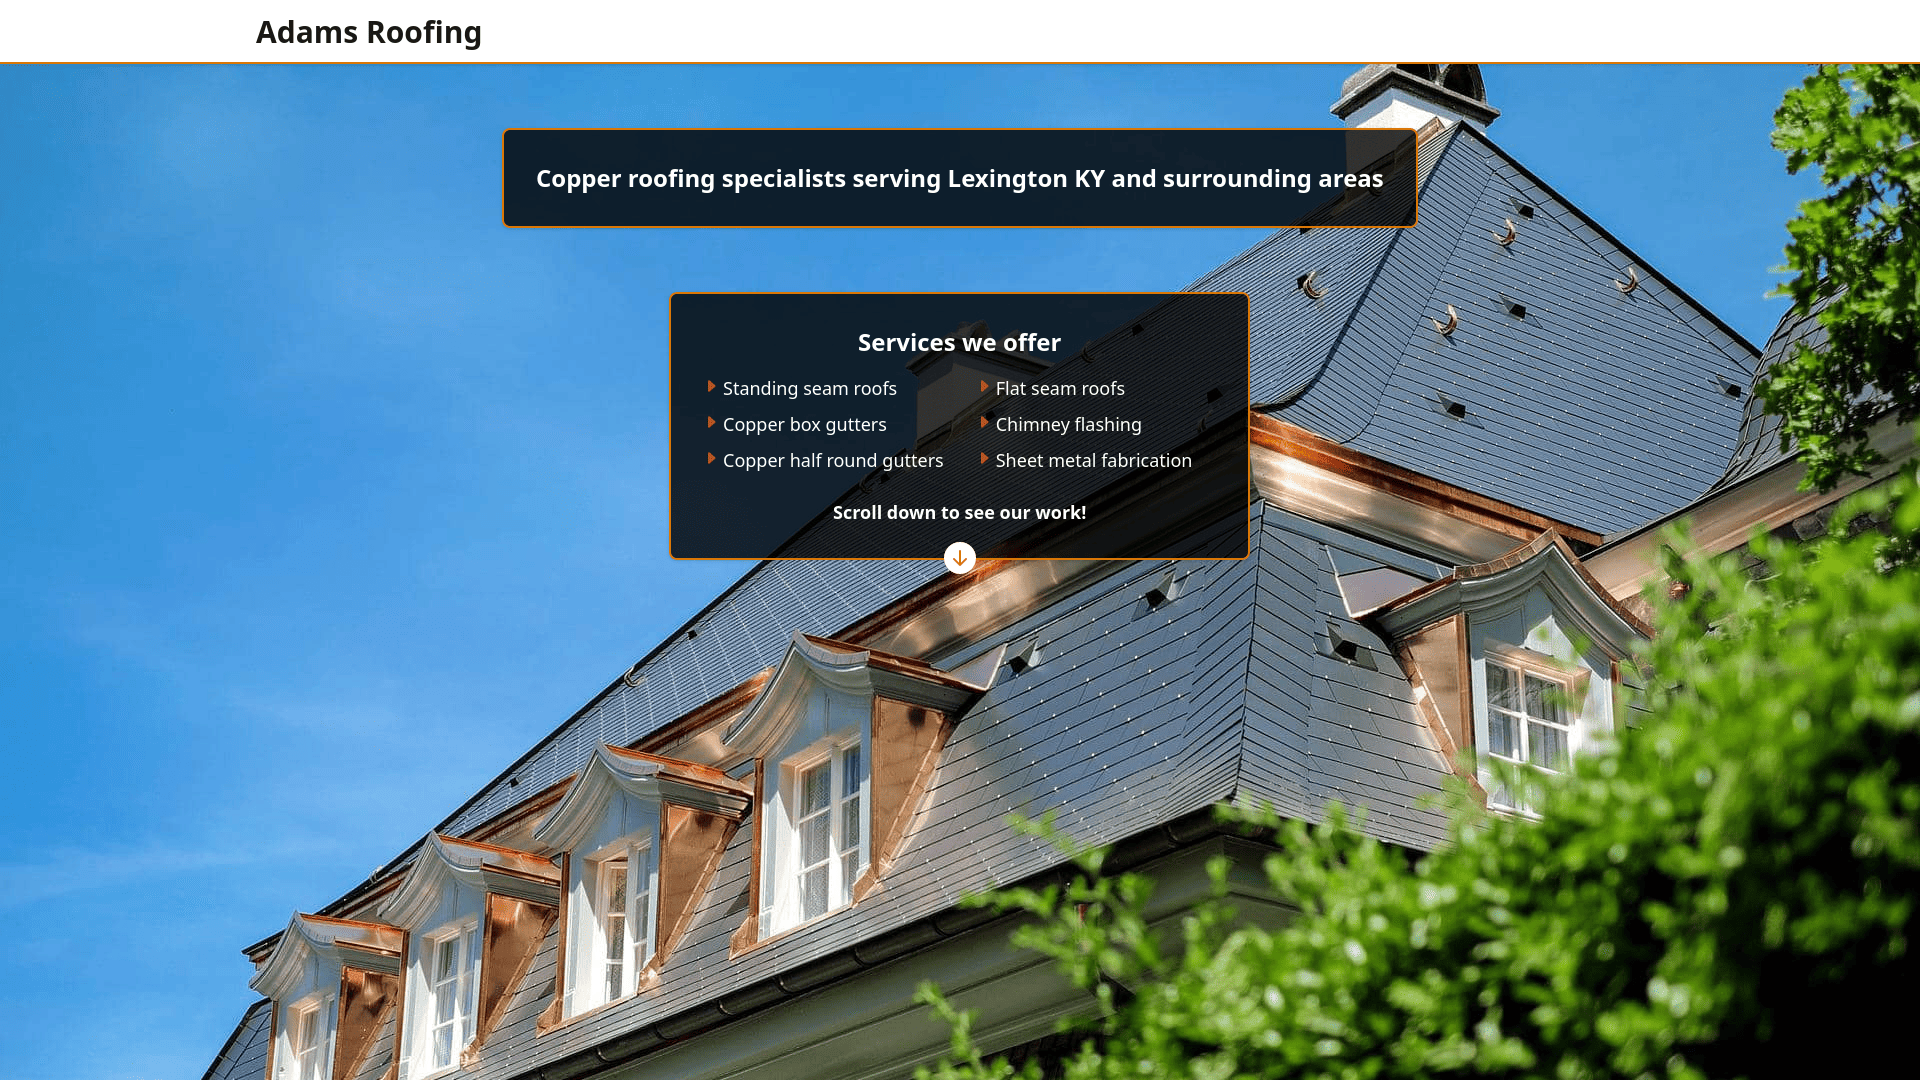 Adams Roofing
Copper roofing specialists serving Lexington KY and surrounding areas
Services we offer
Standing seam roofs
Flat seam roofs
Copper box gutters
Chimney flashing
Copper half round gutters
Sheet metal fabrication
Scroll down to see our work!